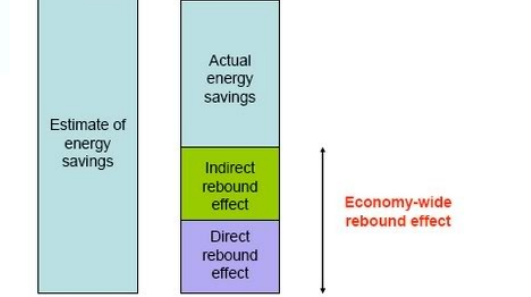 Estimate of
energy
savings
Actual
energy
savings
Indirect
rebound
effect
Direct
rebound
effect
Economy-wide
rebound effect